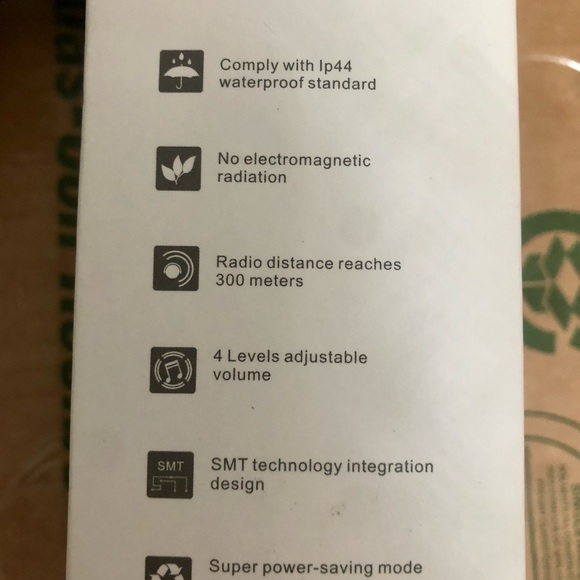 Comply with Ip44
waterproof standard
No electromagnetic
radiation
Radio distance reaches
300 meters
4 Levels adjustable
volume
SMT
SMT technology integration
design
Super power-saving mode